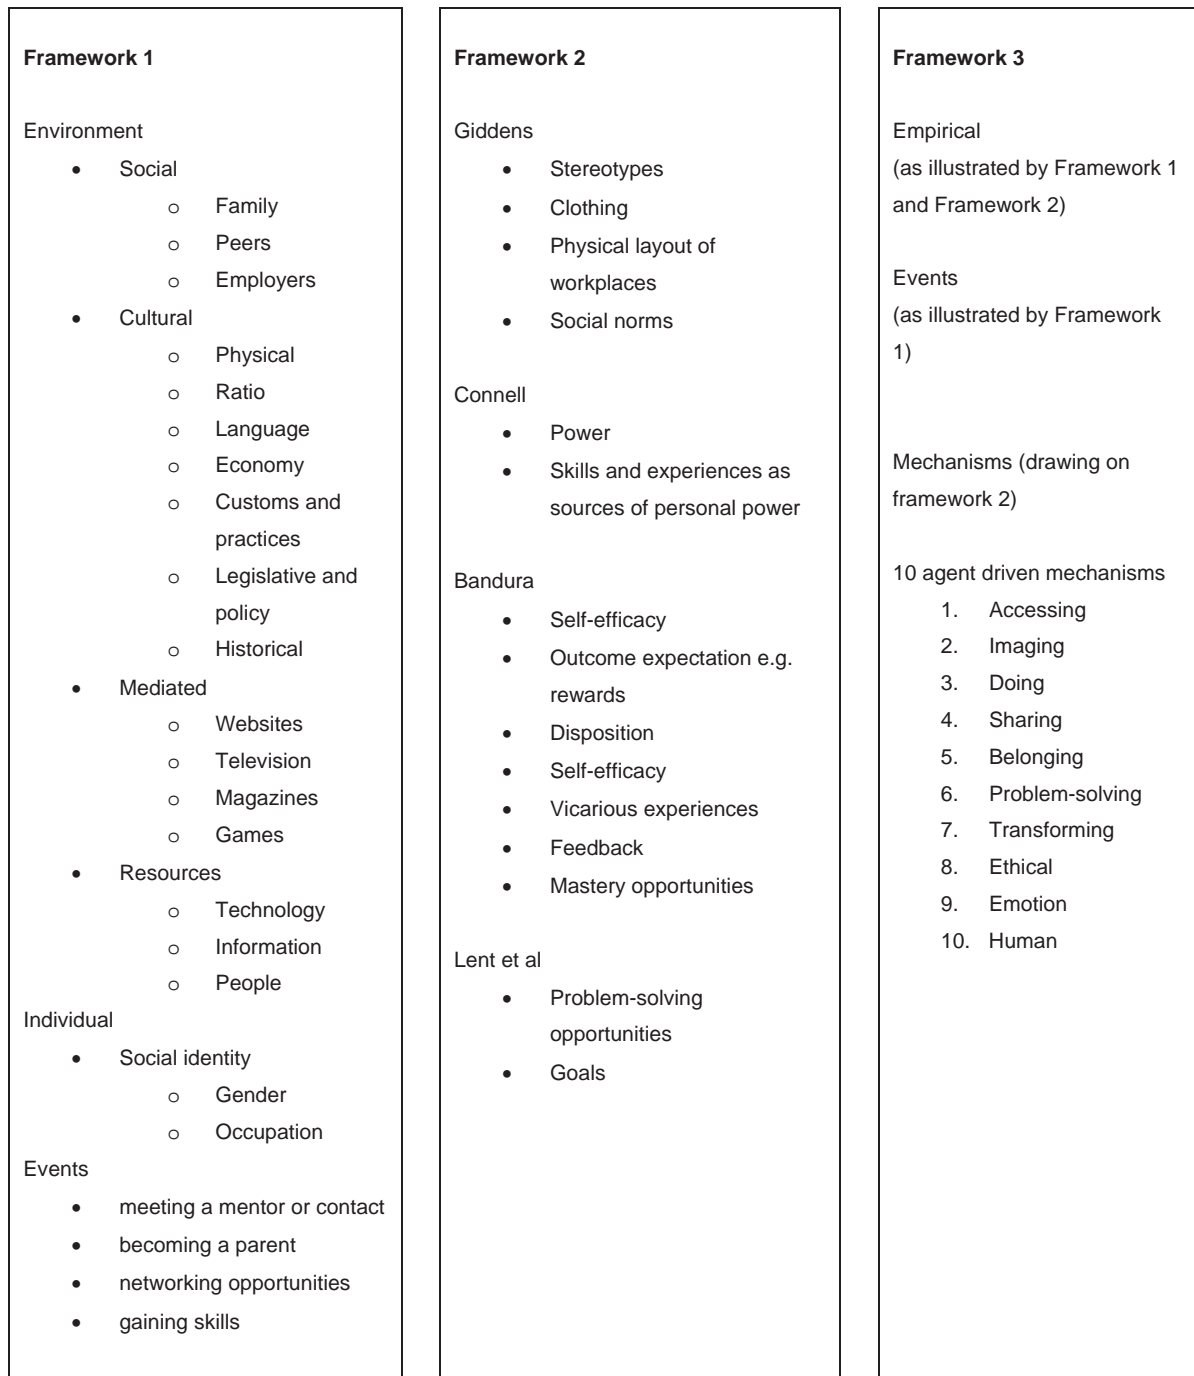 Framework 1
Environment
• Social
o Family
o Peers
o Employers
• Cultural
o Physical
o Ratio
o Language
o Economy
o Customs and
practices
o Legislative and
policy
o Historical
• Mediated
o Websites
o Television
o Magazines
o Games
• Resources
o Technology
o Information
o People
Individual
• Social identity
o Gender
o Occupation
Events
• meeting a mentor or contact
• becoming a parent
• networking opportunities
• gaining skills
Framework 2
Giddens
• Stereotypes
• Clothing
• Physical layout of
workplaces
• Social norms
Connell
• Power
• Skills and experiences as
sources of personal power
Bandura
• Self-efficacy
• Outcome expectation e.g.
rewards
• Disposition
• Self-efficacy
• Vicarious experiences
• Feedback
• Mastery opportunities
Lent et al
• Problem-solving
opportunities
• Goals
Framework 3
Empirical
(as illustrated by Framework 1
and Framework 2)
Events
(as illustrated by Framework
1)
Mechanisms (drawing on
framework 2)
10 agent driven mechanisms
1. Accessing
2. Imaging
3. Doing
4. Sharing
5. Belonging
6. Problem-solving
7. Transforming
8. Ethical
9. Emotion
10. Human